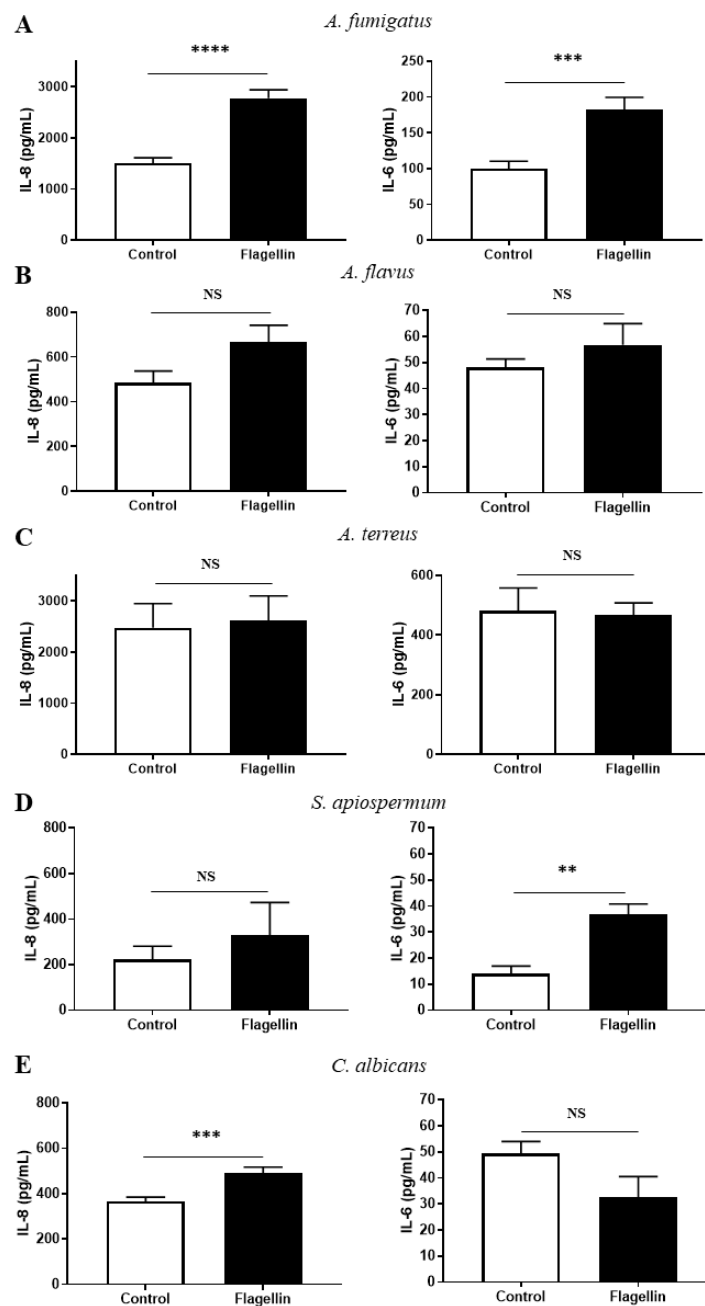 A
A. fumigatus
****
IL-8 (pg/mL)
3000
2000
1000
0
Control
Flagellin
***
IL-6 (pg/mL)
250
200
150
100
50
0
Control
Flagellin
B
A. flavus
NS
IL-8 (pg/mL)
800
600
400
200
0
Control
Flagellin
NS
IL-6 (pg/mL)
70
60
50
40
30
20
10
0
Control
Flagellin
C
A. terreus
NS
IL-8 (pg/mL)
3000
2000
1000
0
Control
Flagellin
NS
IL-6 (pg/mL)
600
400
200
0
Control
Flagellin
D
S. apiospermum
NS
IL-8 (pg/mL)
800
600
400
200
0
Control
Flagellin
**
IL-6 (pg/mL)
70
60
50
40
30
20
10
0
Control
Flagellin
E
C. albicans
***
IL-8 (pg/mL)
800
600
400
200
0
Control
Flagellin
NS
IL-6 (pg/mL)
70
60
50
40
30
20
10
0
Control
Flagellin